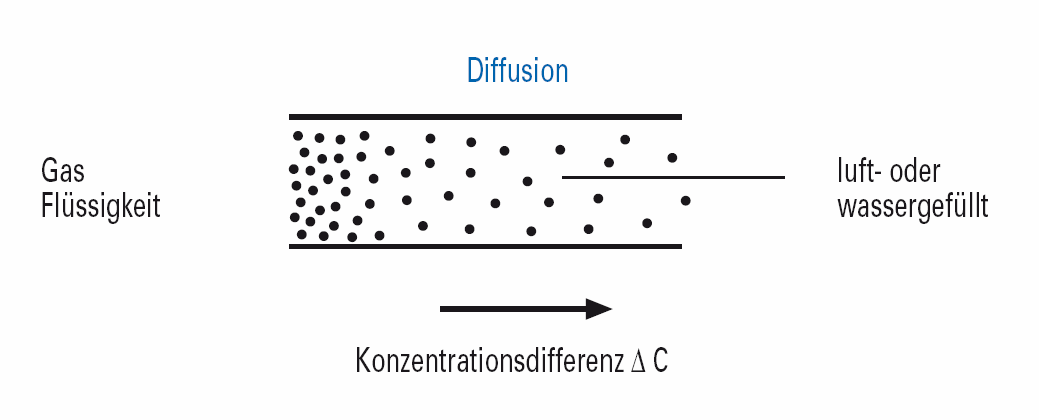 Diffusion
Gas
Flüssigkeit
luft- oder
wassergefüllt
Konzentrationsdifferenz Δ C